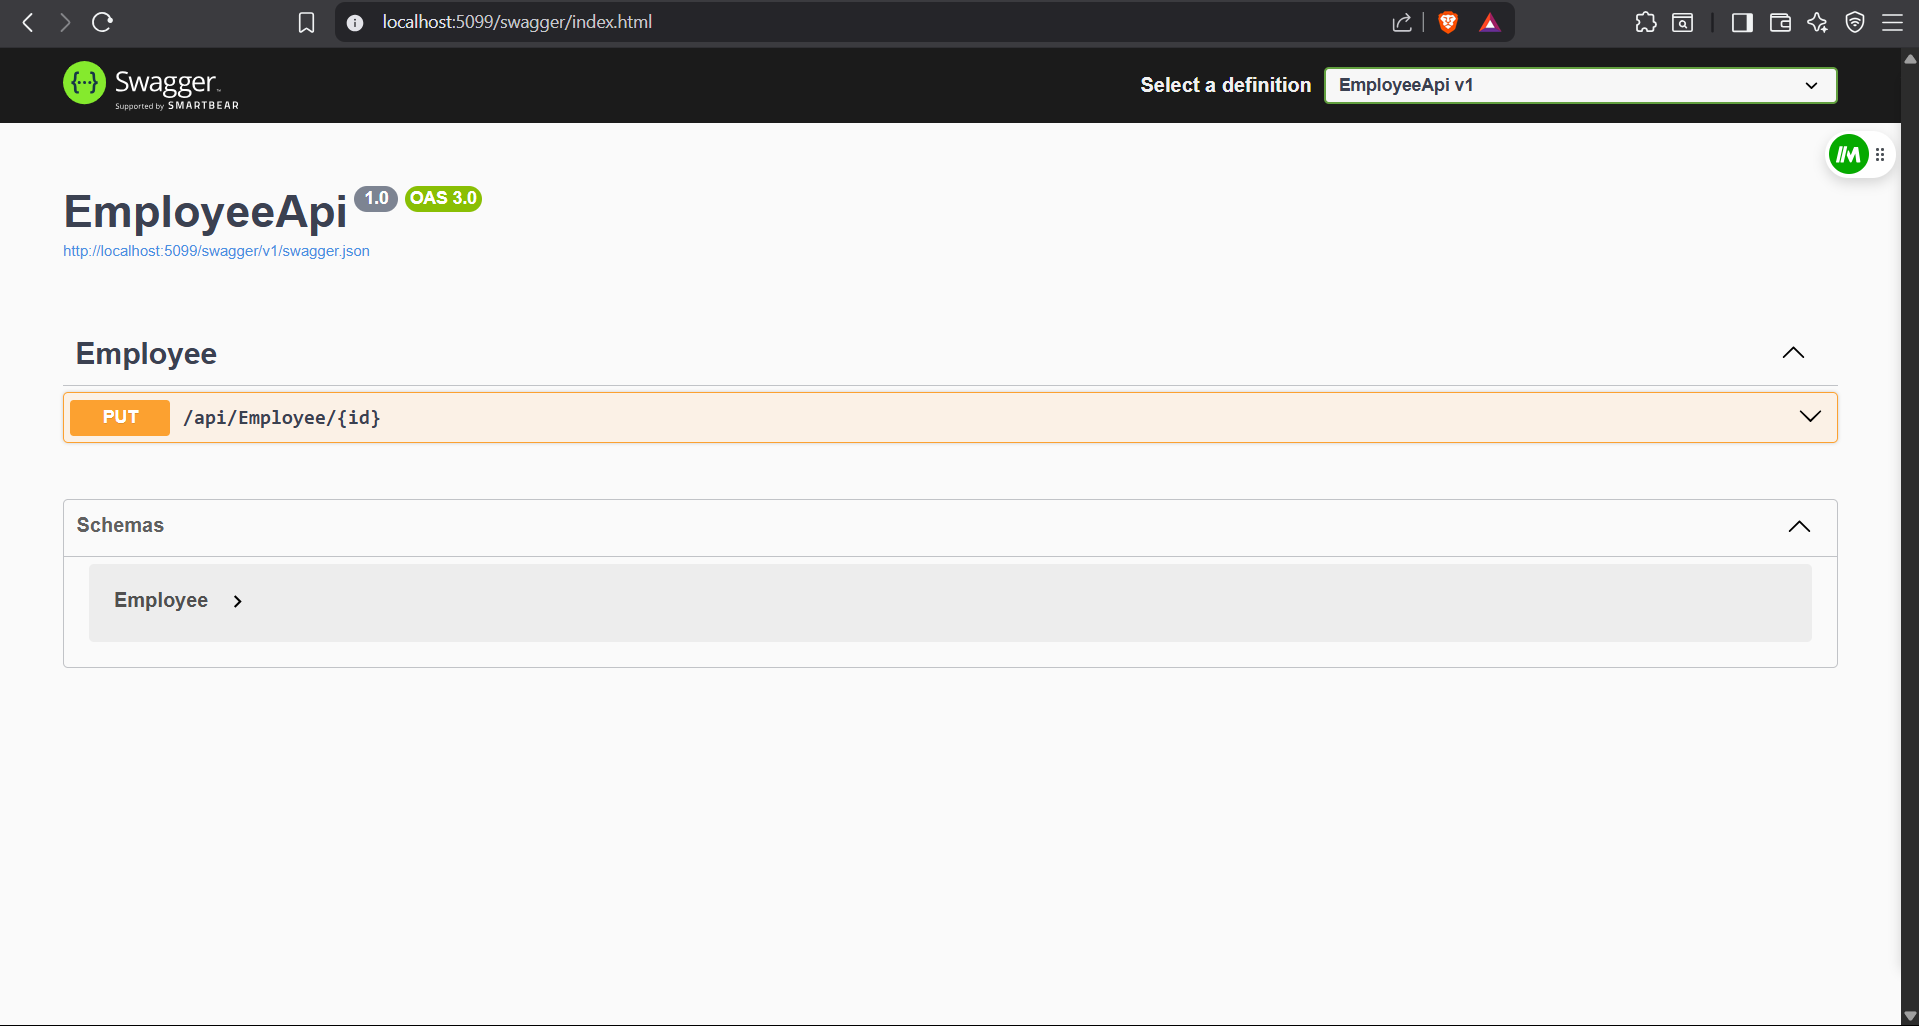 localhost:5099/swagger/index.html
Swagger™
Supported by SMARTBEAR
Select a definition
EmployeeApi v1
EmployeeApi 1.0 OAS 3.0
http://localhost:5099/swagger/v1/swagger.json
Employee
PUT /api/Employee/{id}
Schemas
Employee